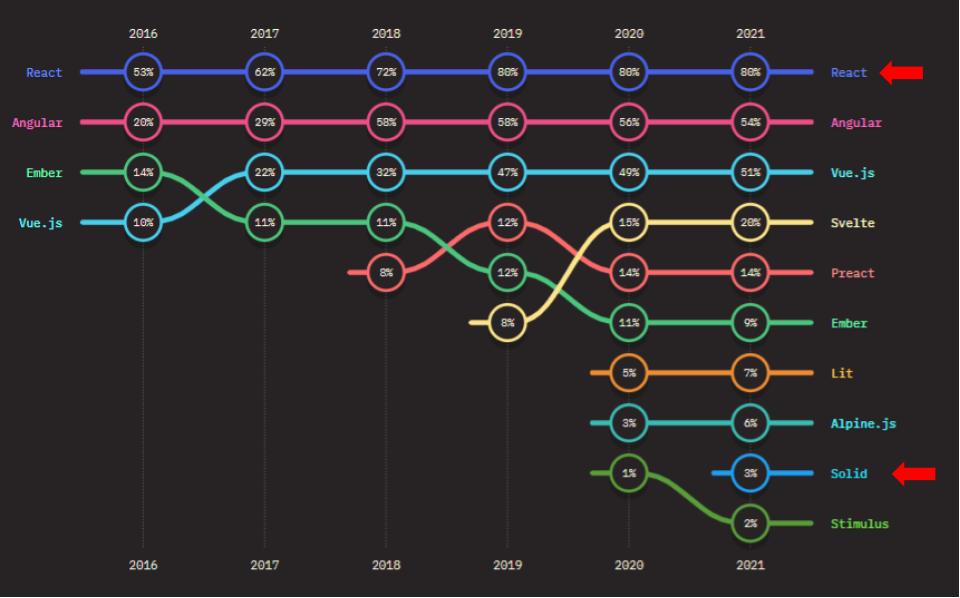 2016 2017 2018 2019 2020 2021
React 53% 62% 72% 80% 80% 80% React
Angular 20% 29% 58% 58% 56% 54% Angular
Ember 14% 22% 32% 47% 49% 51% Vue.js
Vue.js 10% 11% 11% 12% 15% 20% Svelte
8% 12% 14% 14% Preact
8% 11% 9% Ember
5% 7% Lit
3% 6% Alpine.js
1% 3% Solid
2% Stimulus
2016 2017 2018 2019 2020 2021